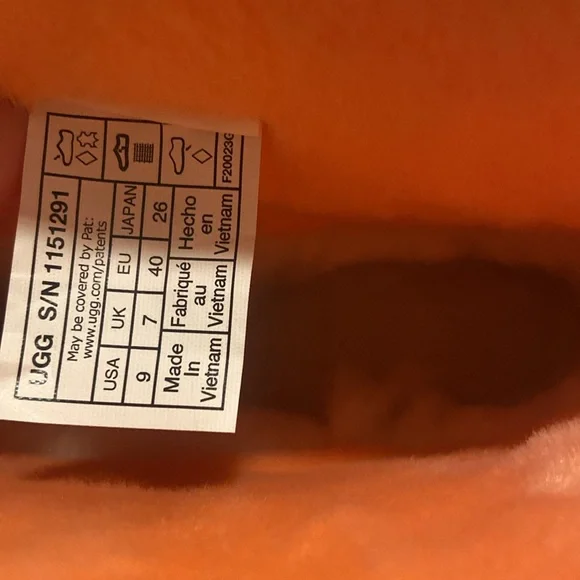 UGG S/N 1151291
May be covered by Pat:
www.ugg.com/patents
USA UK EU JAPAN
9 7 40 26
Made In Vietnam
Fabriqué au Vietnam
Hecho en Vietnam